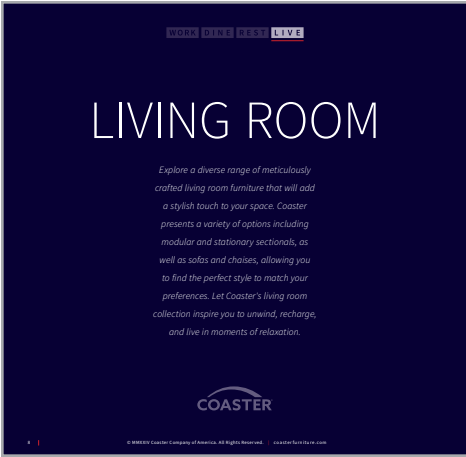 WORK DINE REST LIVE
LIVING ROOM
Explore a diverse range of meticulously
crafted living room furniture that will add
a stylish touch to your space. Coaster
presents a variety of options including
modular and stationary sectionals, as
well as sofas and chaises, allowing you
to find the perfect style to match your
preferences. Let Coaster's living room
collection inspire you to unwind, recharge,
and live in moments of relaxation.
COASTER
© MMXXIV Coaster Company of America. All Rights Reserved. | coasterfurniture.com